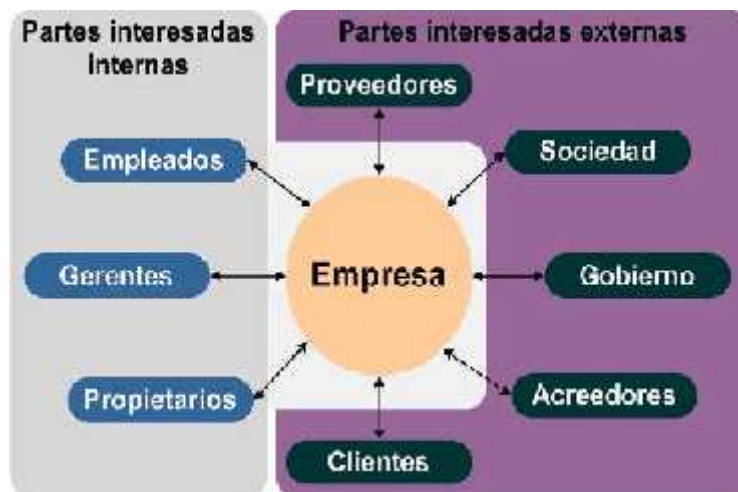 Partes interesadas
internas
Partes interesadas externas
Proveedores
Empleados
Sociedad
Gerentes
Empresa
Gobierno
Propietarios
Acreedores
Clientes